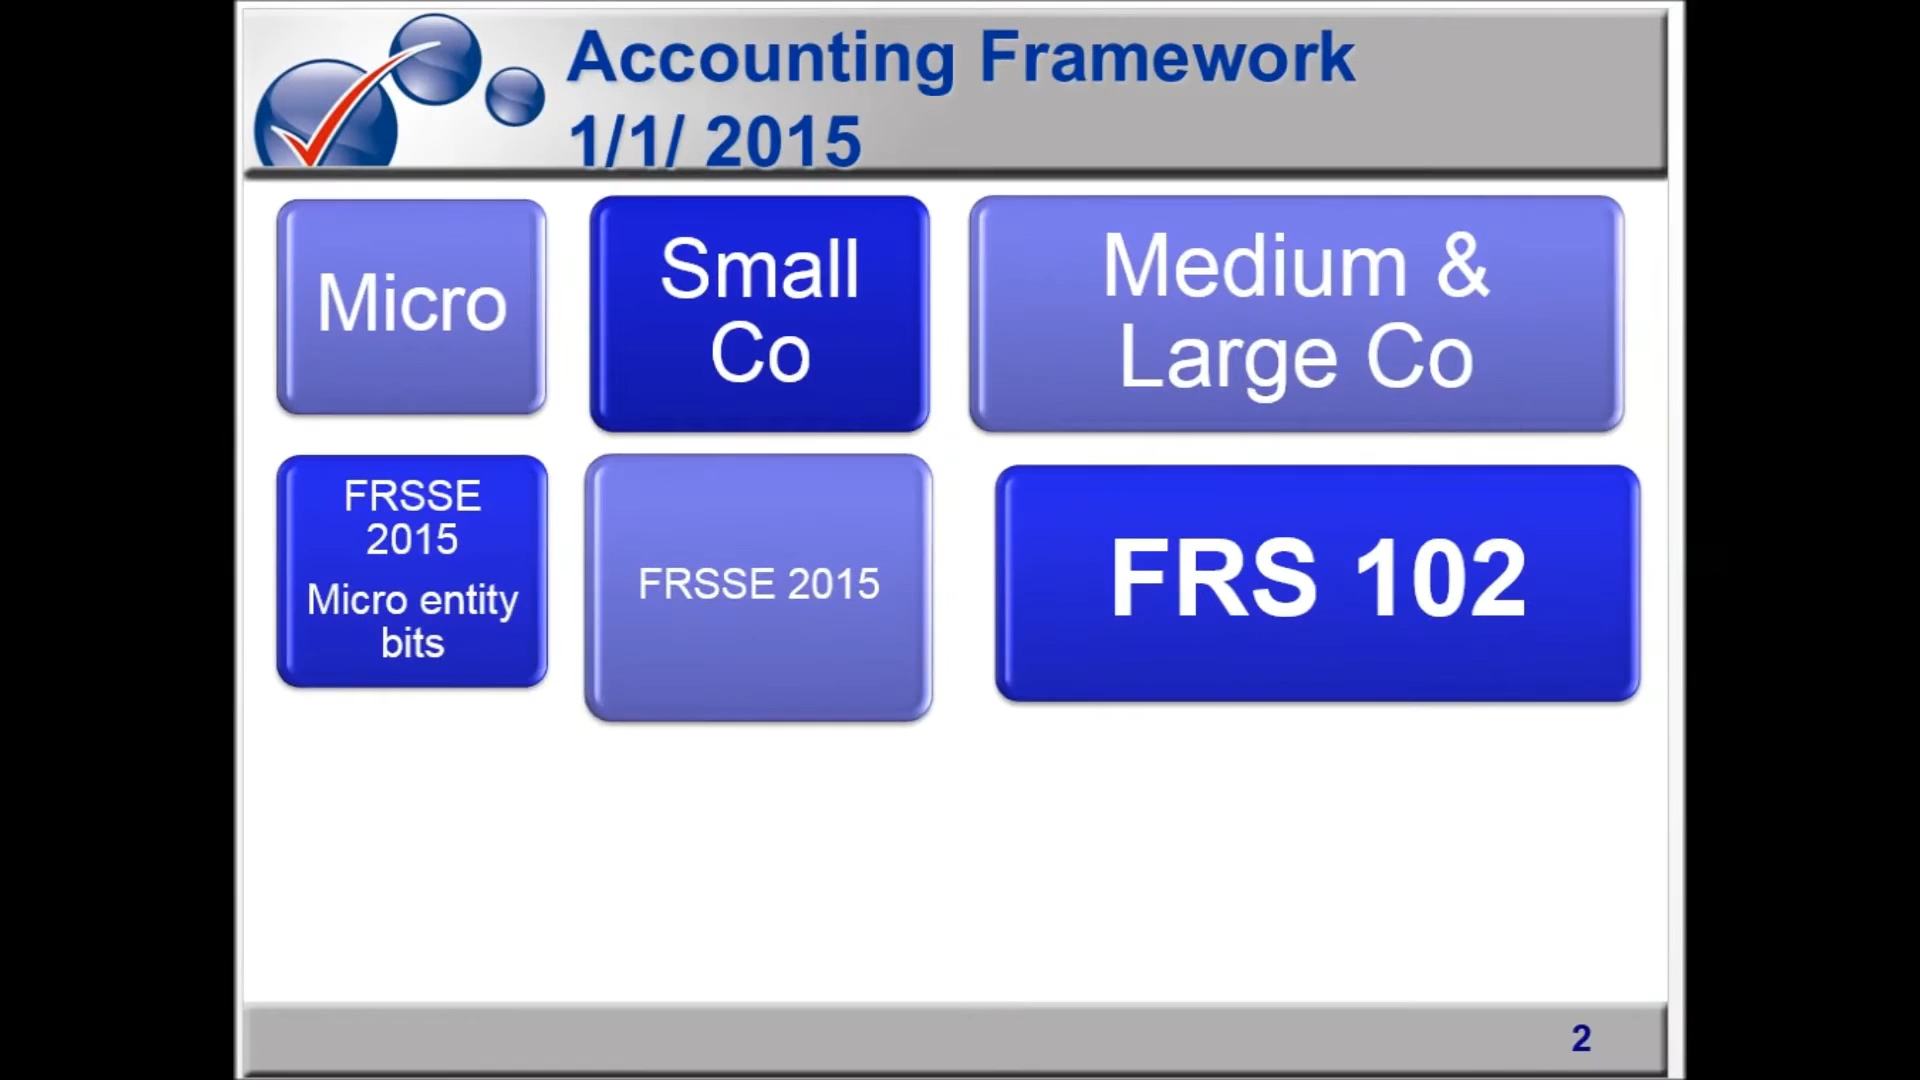 Accounting Framework
1/1/ 2015
Micro
Small
Co
Medium &
Large Co
FRSSE
2015
Micro entity
bits
FRSSE 2015
FRS 102
2